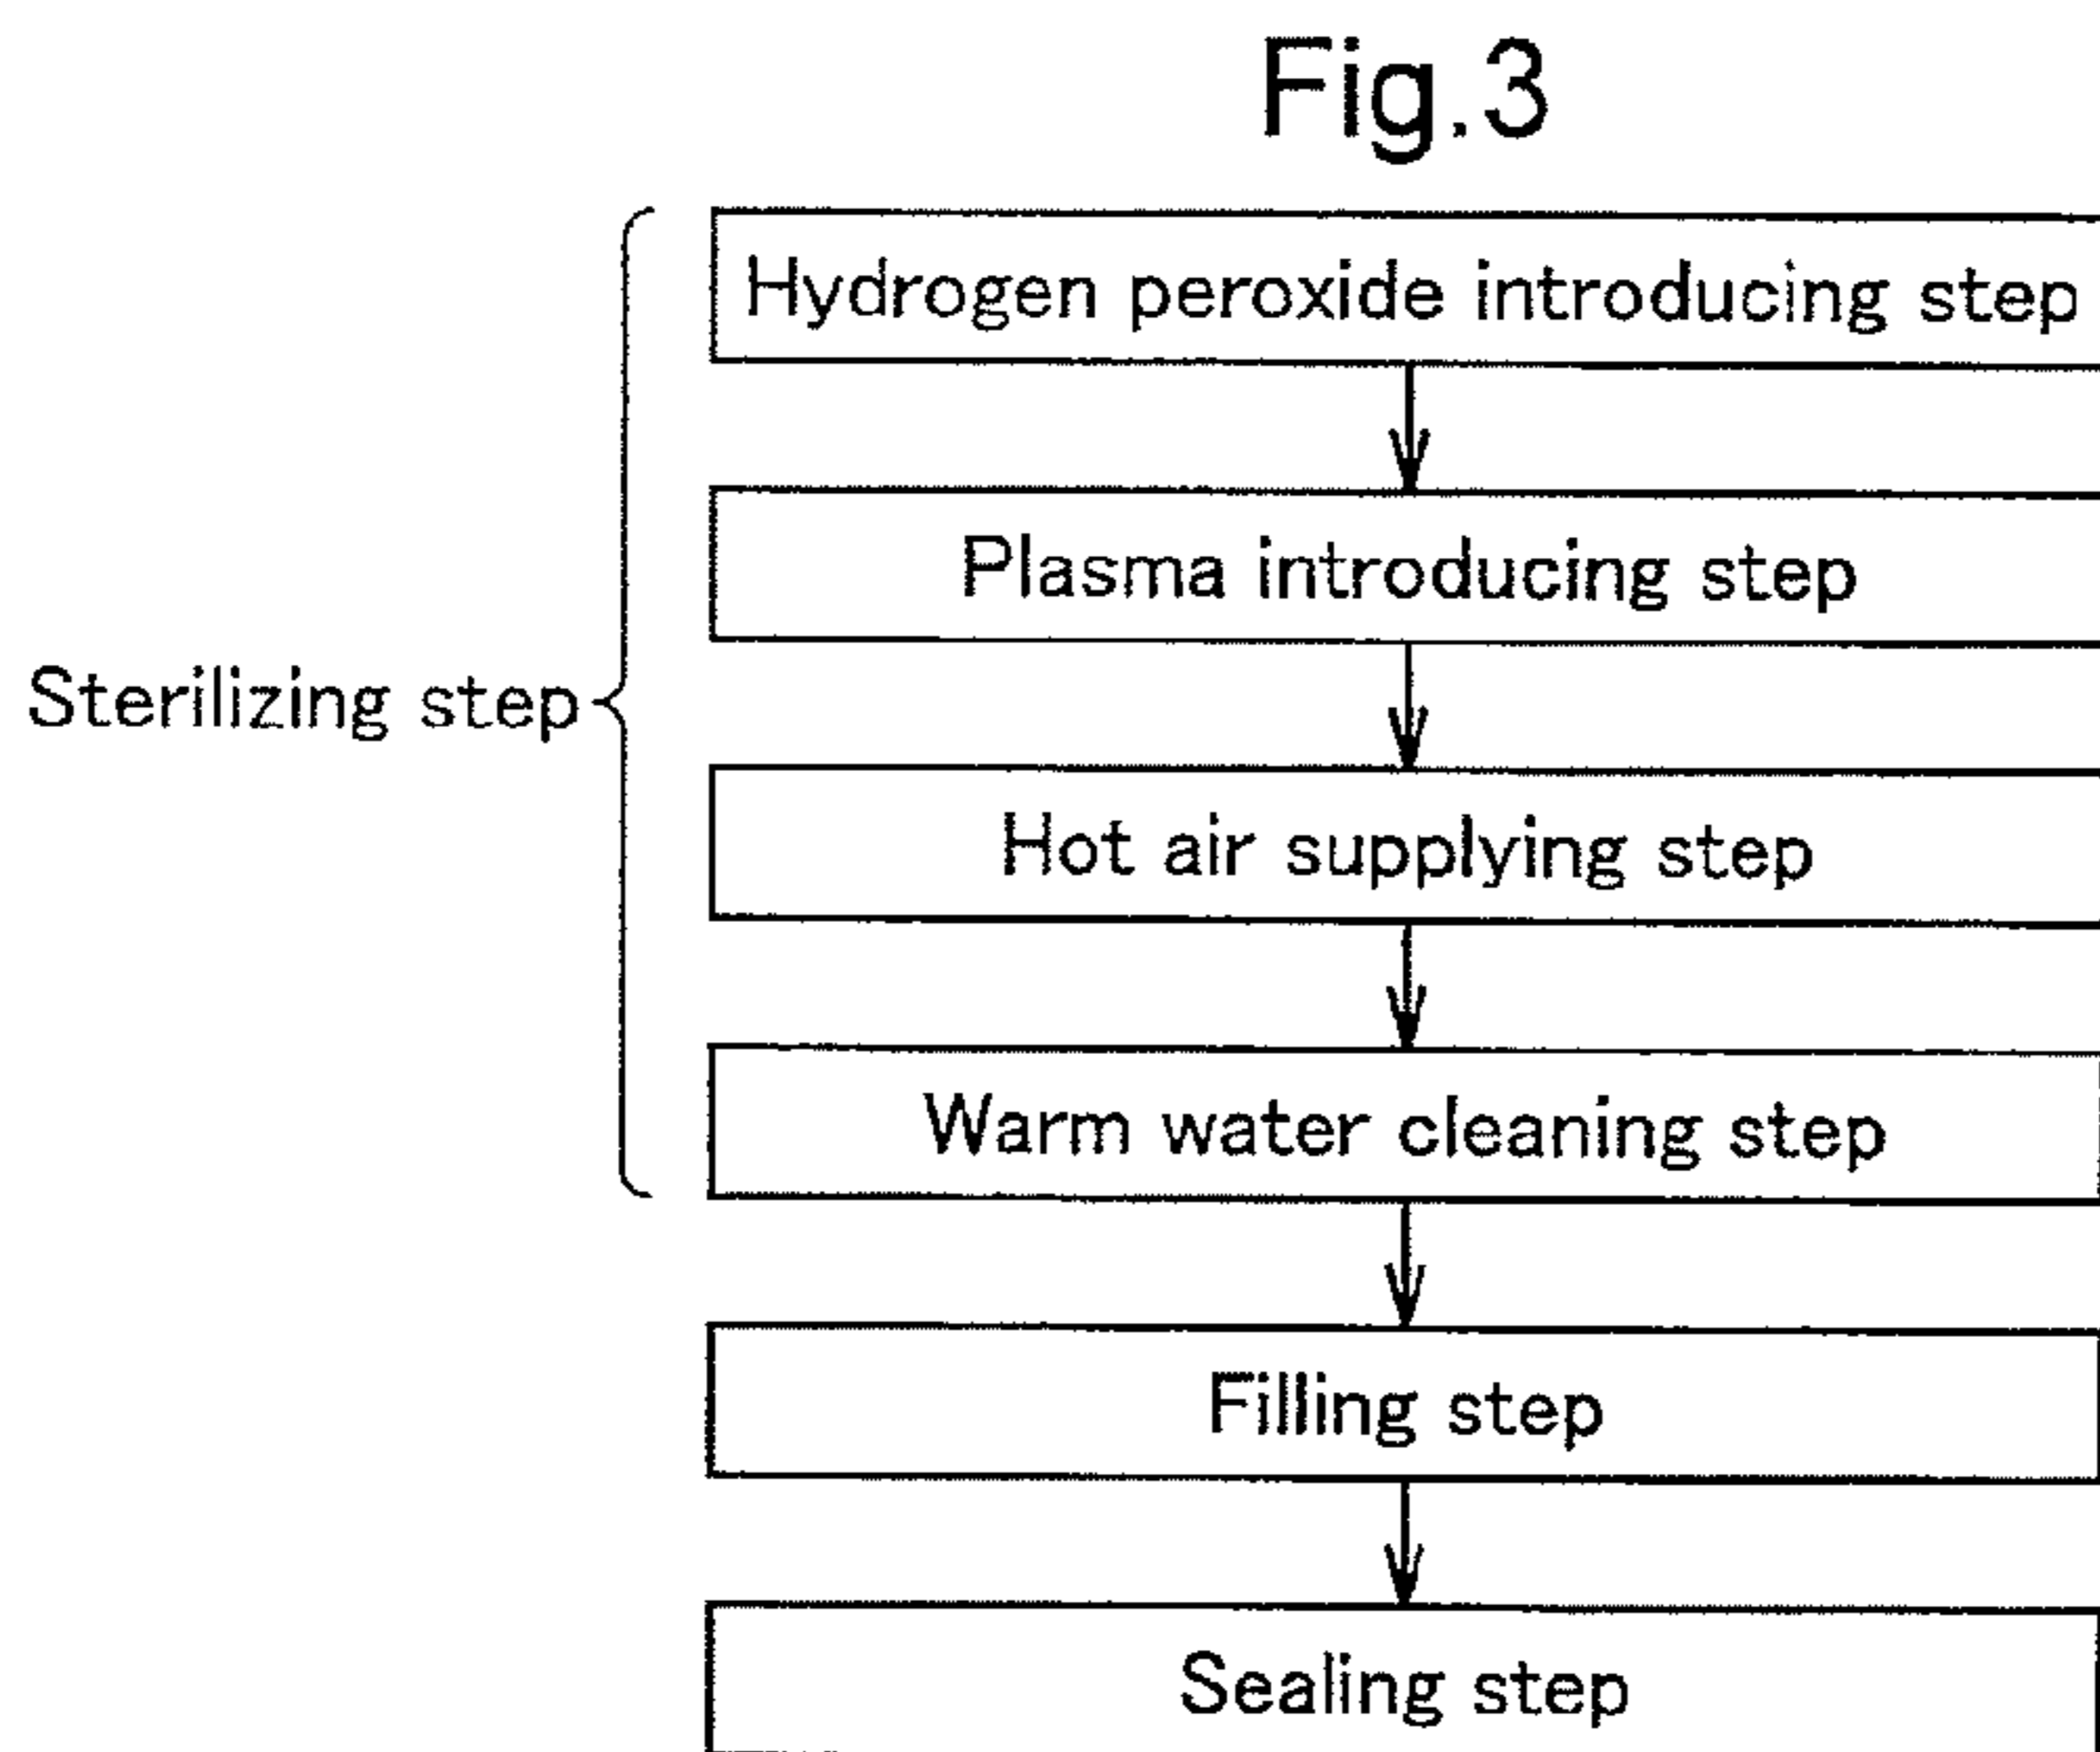 Fig.3
Hydrogen peroxide introducing step
Plasma introducing step
Sterilizing step
Hot air supplying step
Warm water cleaning step
Filling step
Sealing step